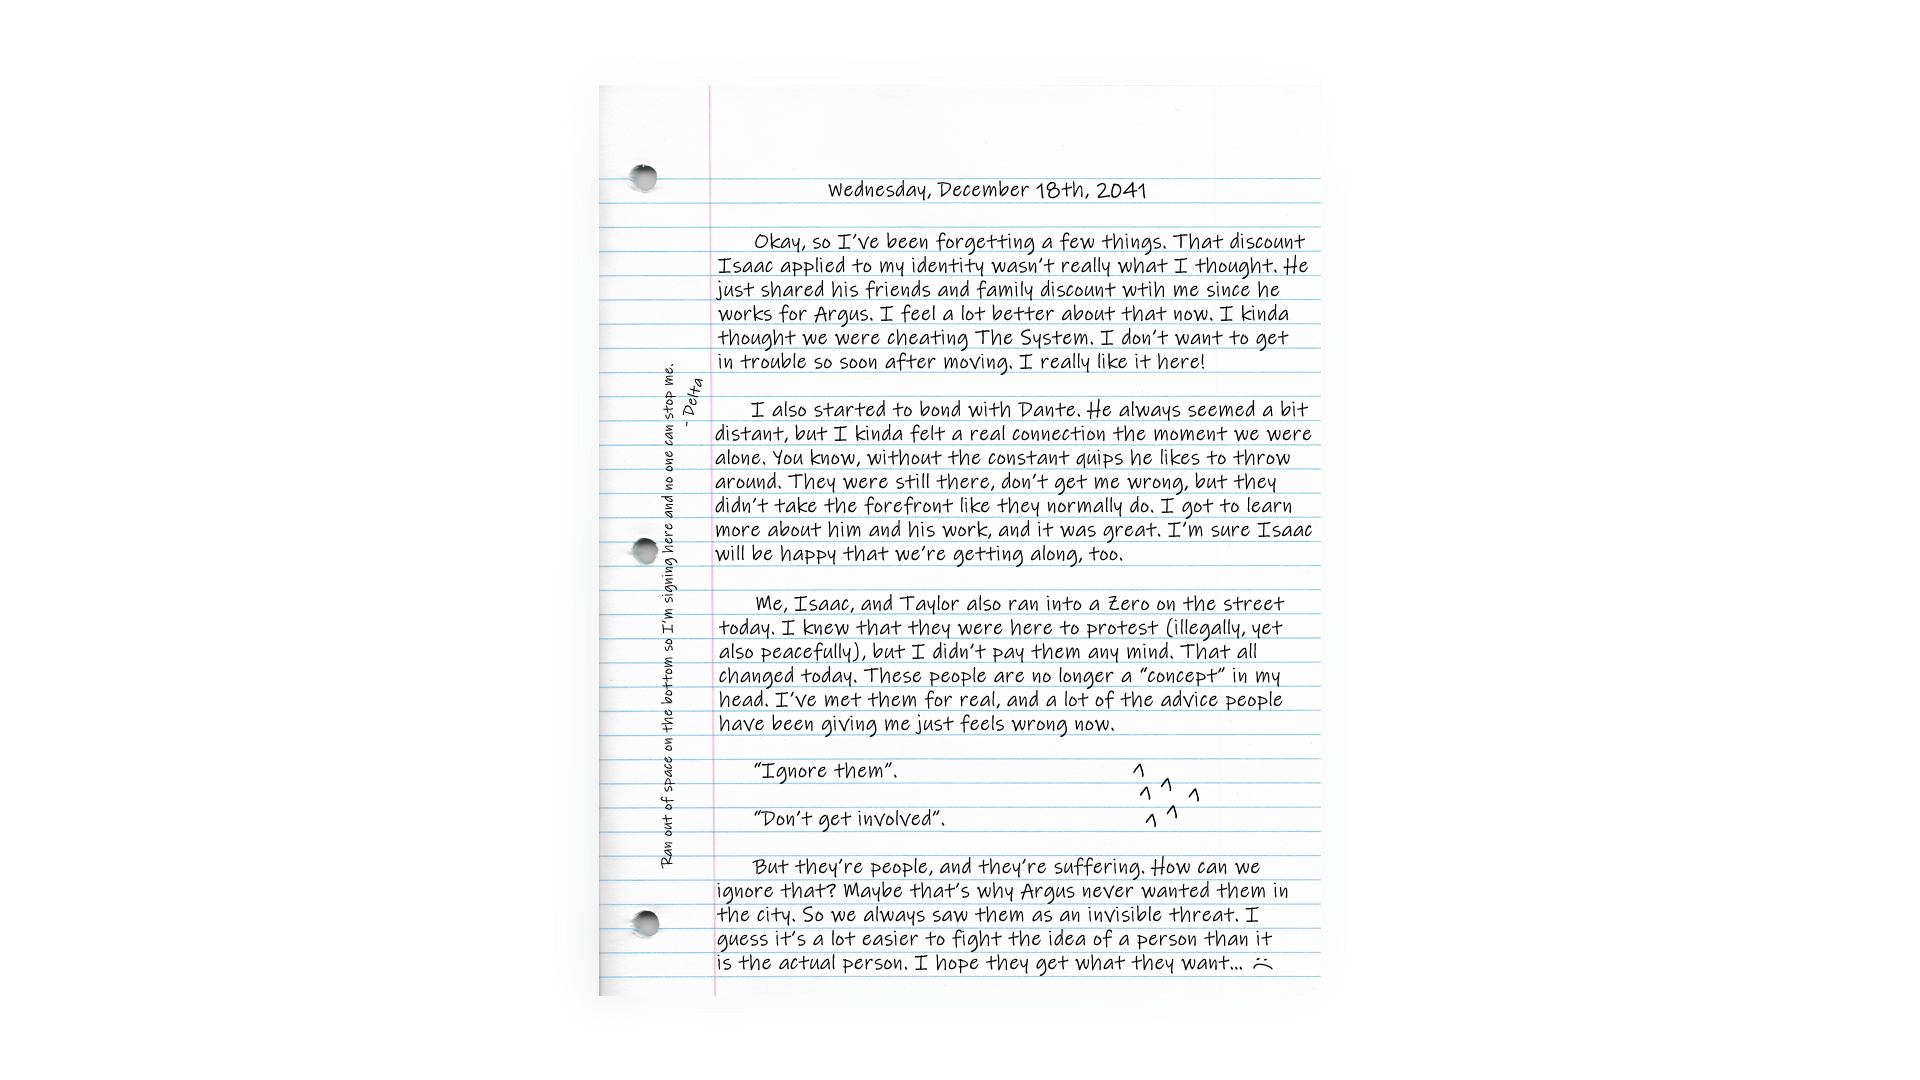 Wednesday, December 18th, 2041
Okay, so I've been forgetting a few things. That discount
Isaac applied to my identity wasn't really what I thought. He
just shared his friends and family discount wtih me since he
works for Argus. I feel a lot better about that now. I kinda
thought we were cheating The System. I don't want to get
in trouble so soon after moving. I really like it here!
I also started to bond with Dante. He always seemed a bit
distant, but I kinda felt a real connection the moment we were
alone. You know, without the constant quips he likes to throw
around. They were still there, don't get me wrong, but they
didn't take the forefront like they normally do. I got to learn
more about him and his work, and it was great. I'm sure Isaac
will be happy that we're getting along, too.
Me, Isaac, and Taylor also ran into a Zero on the street
today. I knew that they were here to protest (illegally, yet
also peacefully), but I didn't pay them any mind. That all
changed today. These people are no longer a "concept" in my
head. I've met them for real, and a lot of the advice people
have been giving me just feels wrong now.
"Ignore them".
"Don't get involved".
^
^
^ ^
^
^
But they're people, and they're suffering. How can we
ignore that? Maybe that's why Argus never wanted them in
the city. So we always saw them as an invisible threat. I
guess it's a lot easier to fight the idea of a person than it
is the actual person. I hope they get what they want... :(
Ran out of space on the bottom so I'm signing here and no one can stop me.
- Delta